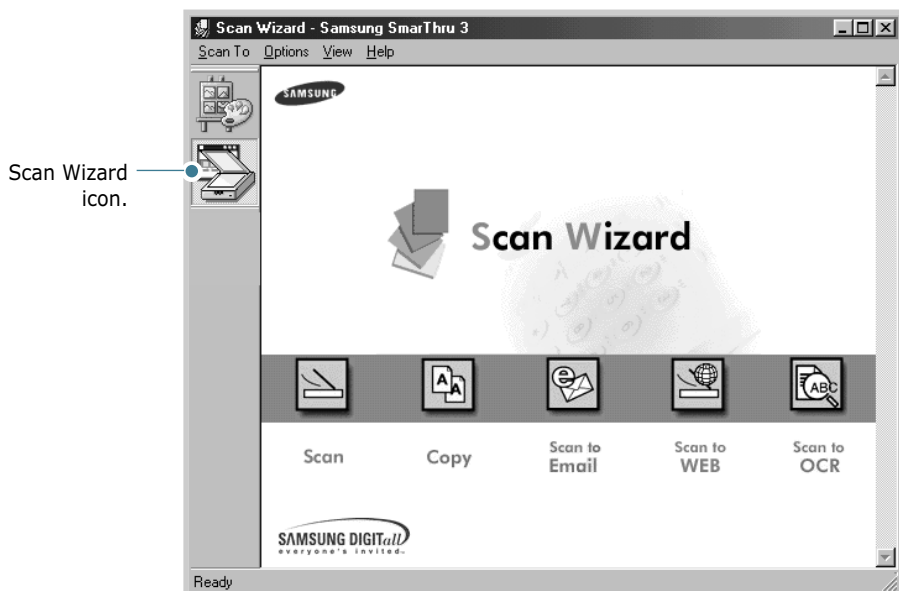 Scan Wizard - Samsung SmarThru 3
Scan To Options View Help
SAMSUNG
Scan Wizard
icon.
Scan Wizard
ABC
Scan
Copy
Scan to
Email
Scan to
WEB
Scan to
OCR
SAMSUNG DIGITall
everyone's invited™
Ready